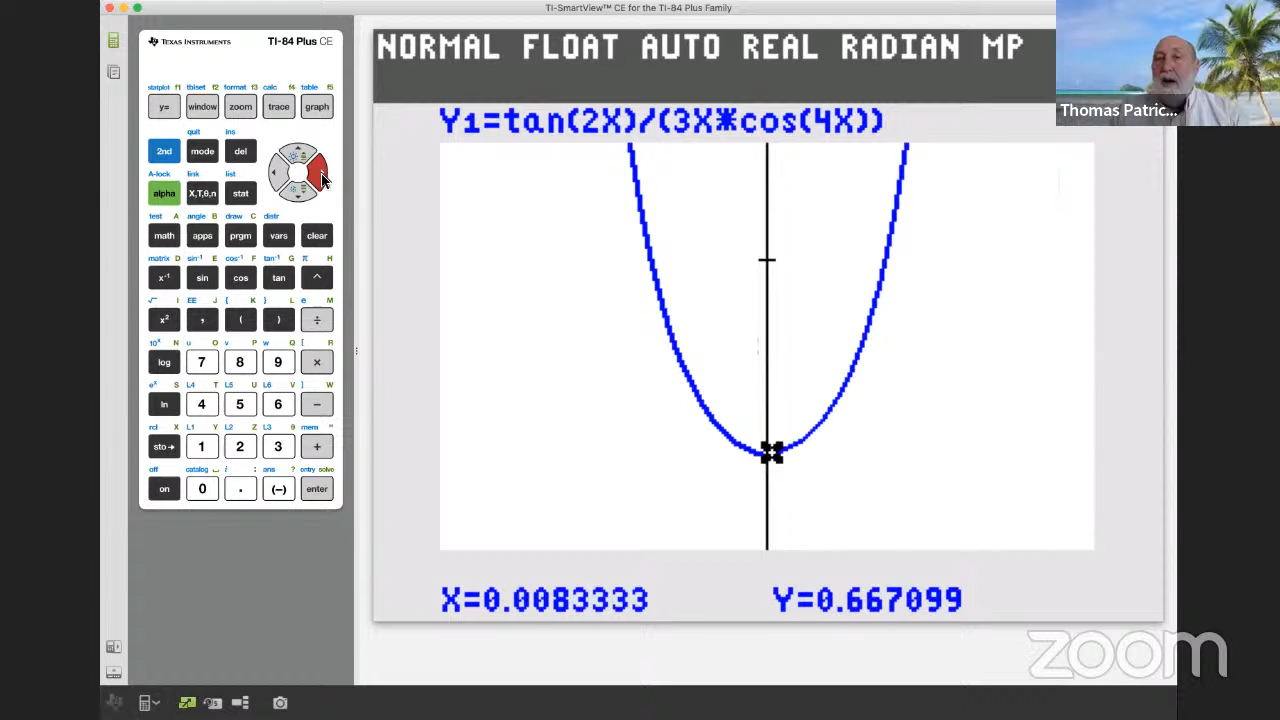 TI-SmartView™ CE for the TI-84 Plus Family
TEXAS INSTRUMENTS TI-84 Plus CE
NORMAL FLOAT AUTO REAL RADIAN MP
Thomas Patric...
Y1=tan(2X)/(3X*cos(4X))
statplot f1 tblset f2 format f3 calc f4 table f5
y= window zoom trace graph
quit ins
2nd mode del
A-lock link list
alpha X,T,θ,n stat
test A angle B draw C distr
math apps prgm vars clear
matrix D sin⁻¹ E cos⁻¹ F tan⁻¹ G π H
x⁻¹ sin cos tan ^
√ I EE J { K } L e M
x² , ( ) ÷
10ˣ N u O v P w Q [ R
log 7 8 9 ×
eˣ S L4 T L5 U L6 V ] W
ln 4 5 6 −
rcl X L1 Y L2 Z L3 θ mem "
sto→ 1 2 3 +
off catalog i : ans ? entry solve
on 0 . (−) enter
X=0.0083333 Y=0.667099
zoom